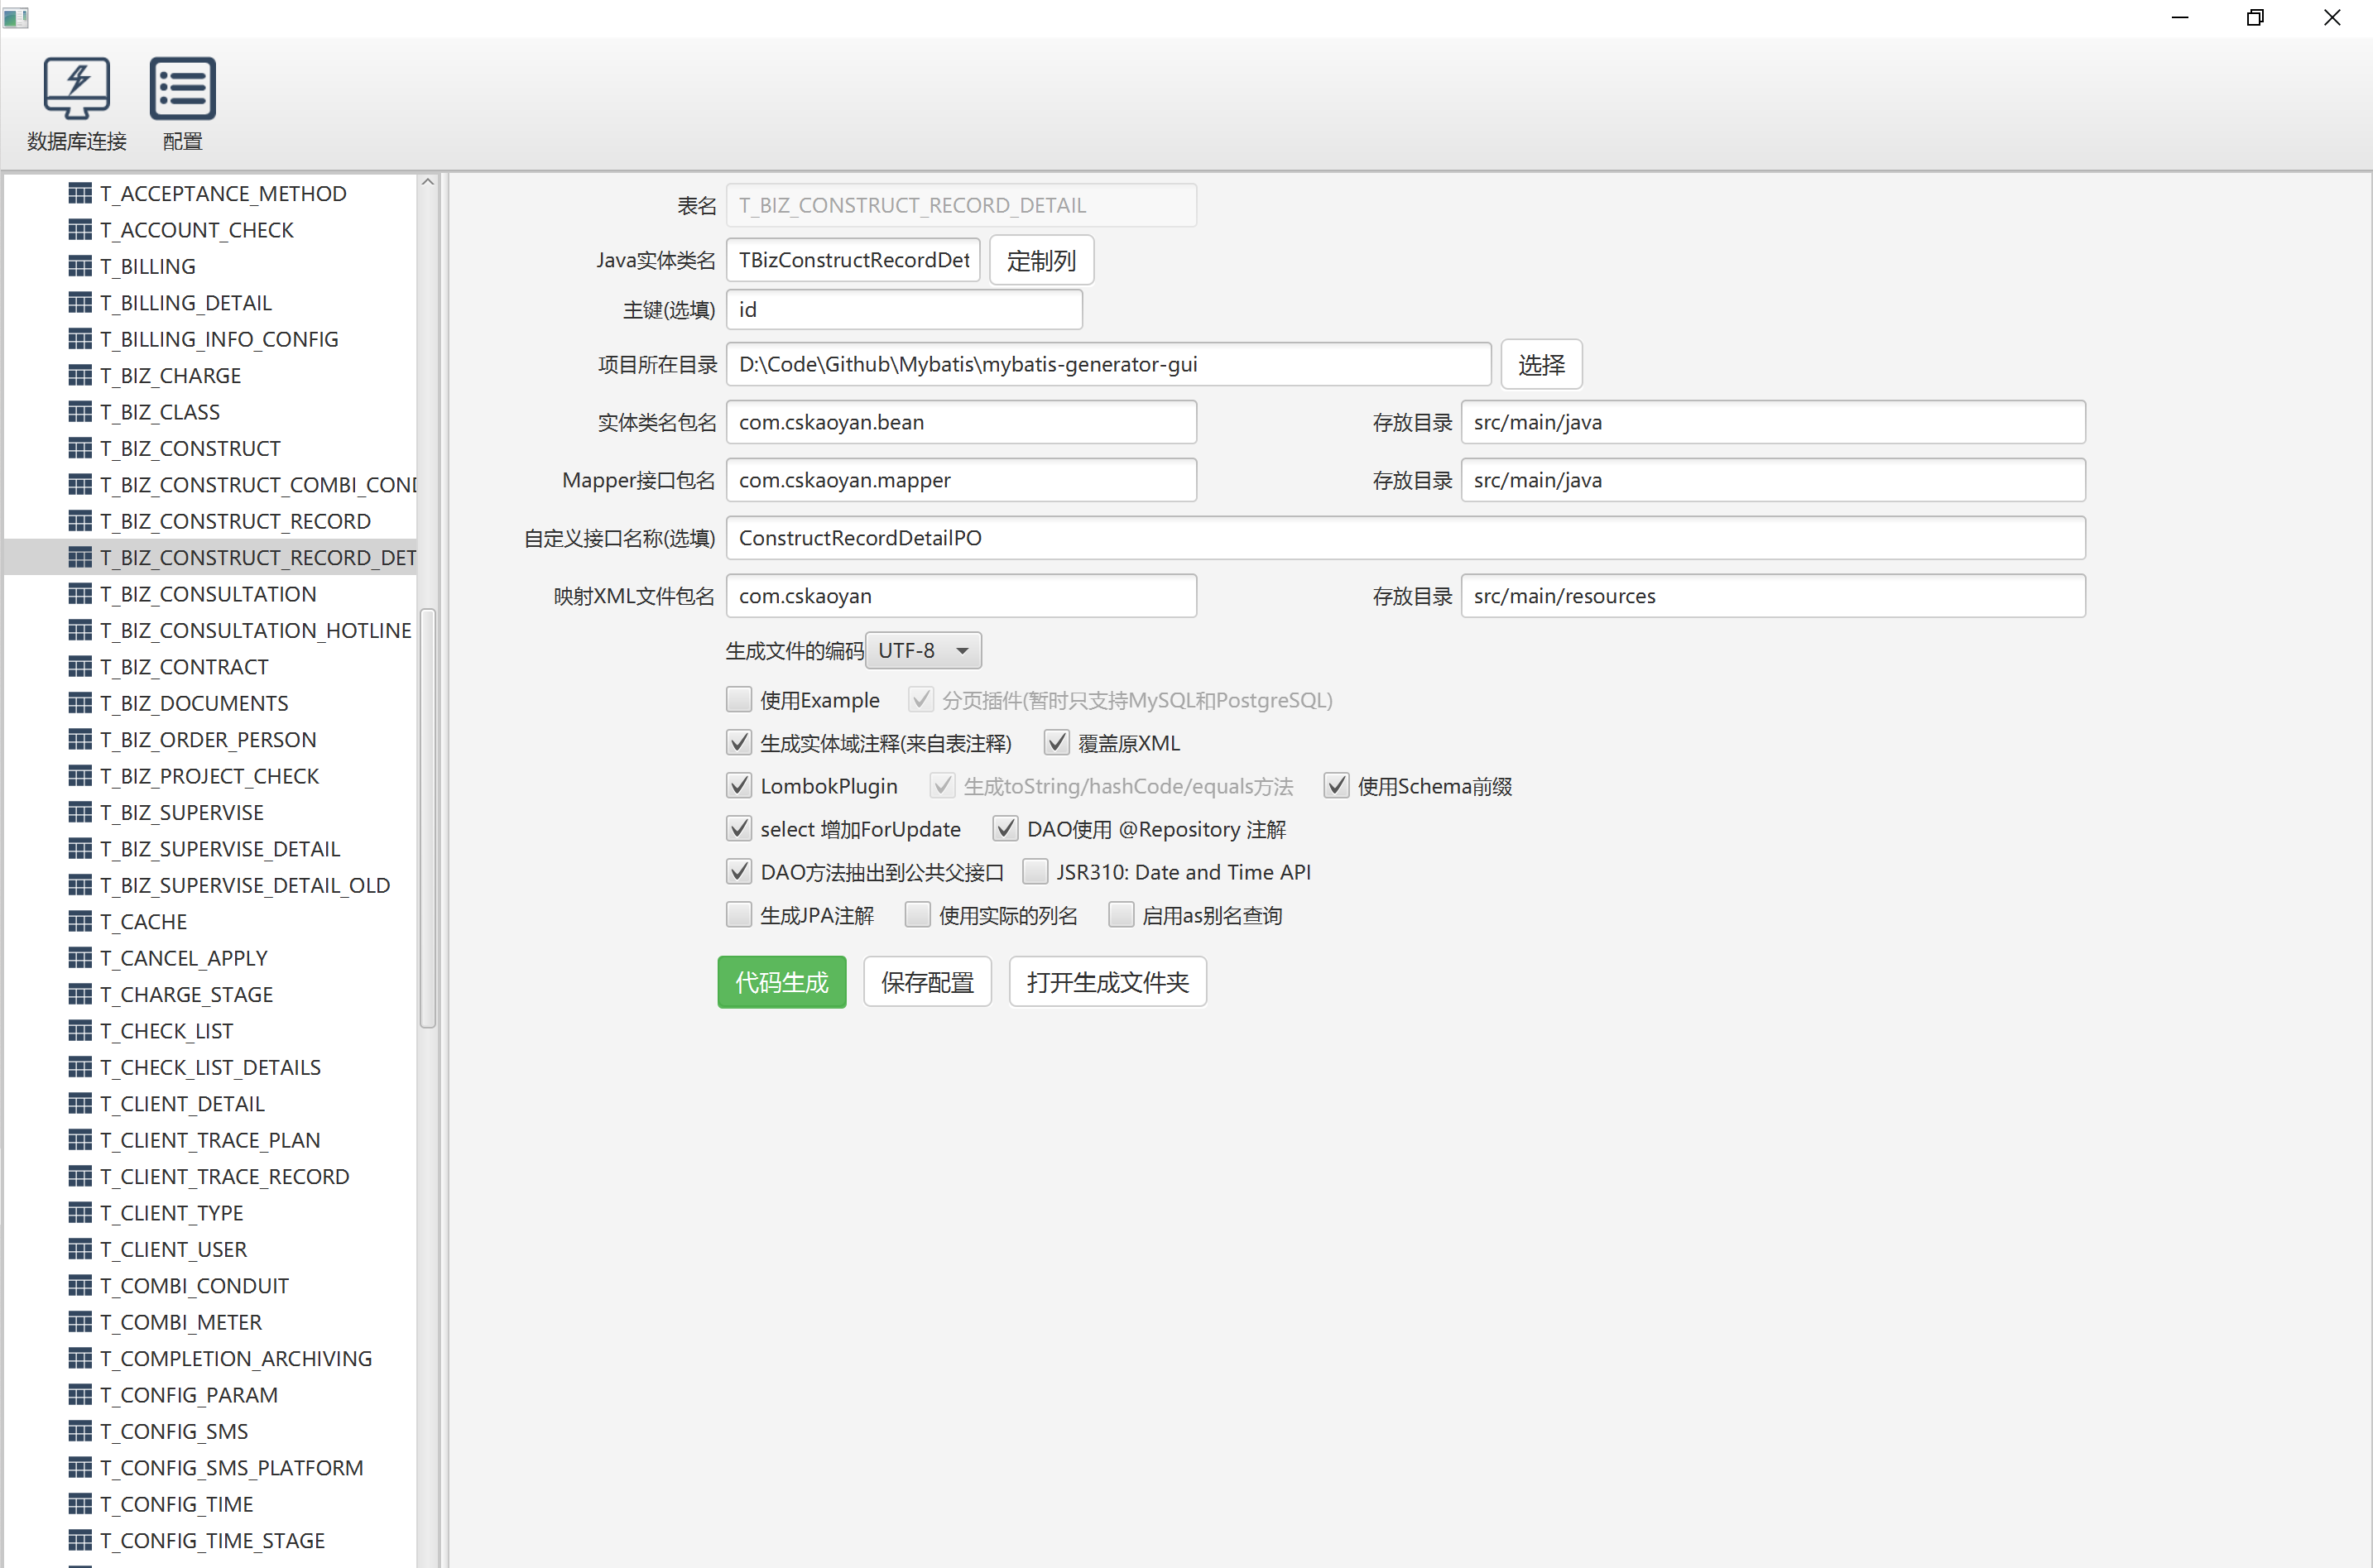 数据库连接
配置
T_ACCEPTANCE_METHOD
T_ACCOUNT_CHECK
T_BILLING
T_BILLING_DETAIL
T_BILLING_INFO_CONFIG
T_BIZ_CHARGE
T_BIZ_CLASS
T_BIZ_CONSTRUCT
T_BIZ_CONSTRUCT_COMBI_CON
T_BIZ_CONSTRUCT_RECORD
T_BIZ_CONSTRUCT_RECORD_DET
T_BIZ_CONSULTATION
T_BIZ_CONSULTATION_HOTLINE
T_BIZ_CONTRACT
T_BIZ_DOCUMENTS
T_BIZ_ORDER_PERSON
T_BIZ_PROJECT_CHECK
T_BIZ_SUPERVISE
T_BIZ_SUPERVISE_DETAIL
T_BIZ_SUPERVISE_DETAIL_OLD
T_CACHE
T_CANCEL_APPLY
T_CHARGE_STAGE
T_CHECK_LIST
T_CHECK_LIST_DETAILS
T_CLIENT_DETAIL
T_CLIENT_TRACE_PLAN
T_CLIENT_TRACE_RECORD
T_CLIENT_TYPE
T_CLIENT_USER
T_COMBI_CONDUIT
T_COMBI_METER
T_COMPLETION_ARCHIVING
T_CONFIG_PARAM
T_CONFIG_SMS
T_CONFIG_SMS_PLATFORM
T_CONFIG_TIME
T_CONFIG_TIME_STAGE
表名 T_BIZ_CONSTRUCT_RECORD_DETAIL
Java实体类名 TBizConstructRecordDet 定制列
主键(选填) id
项目所在目录 D:\Code\Github\Mybatis\mybatis-generator-gui 选择
实体类名包名 com.cskaoyan.bean 存放目录 src/main/java
Mapper接口包名 com.cskaoyan.mapper 存放目录 src/main/java
自定义接口名称(选填) ConstructRecordDetailPO
映射XML文件包名 com.cskaoyan 存放目录 src/main/resources
生成文件的编码 UTF-8
使用Example 分页插件(暂时只支持MySQL和PostgreSQL)
生成实体域注释(来自表注释) 覆盖原XML
LombokPlugin 生成toString/hashCode/equals方法 使用Schema前缀
select 增加ForUpdate DAO使用 @Repository 注解
DAO方法抽出到公共父接口 JSR310: Date and Time API
生成JPA注解 使用实际的列名 启用as别名查询
代码生成 保存配置 打开生成文件夹